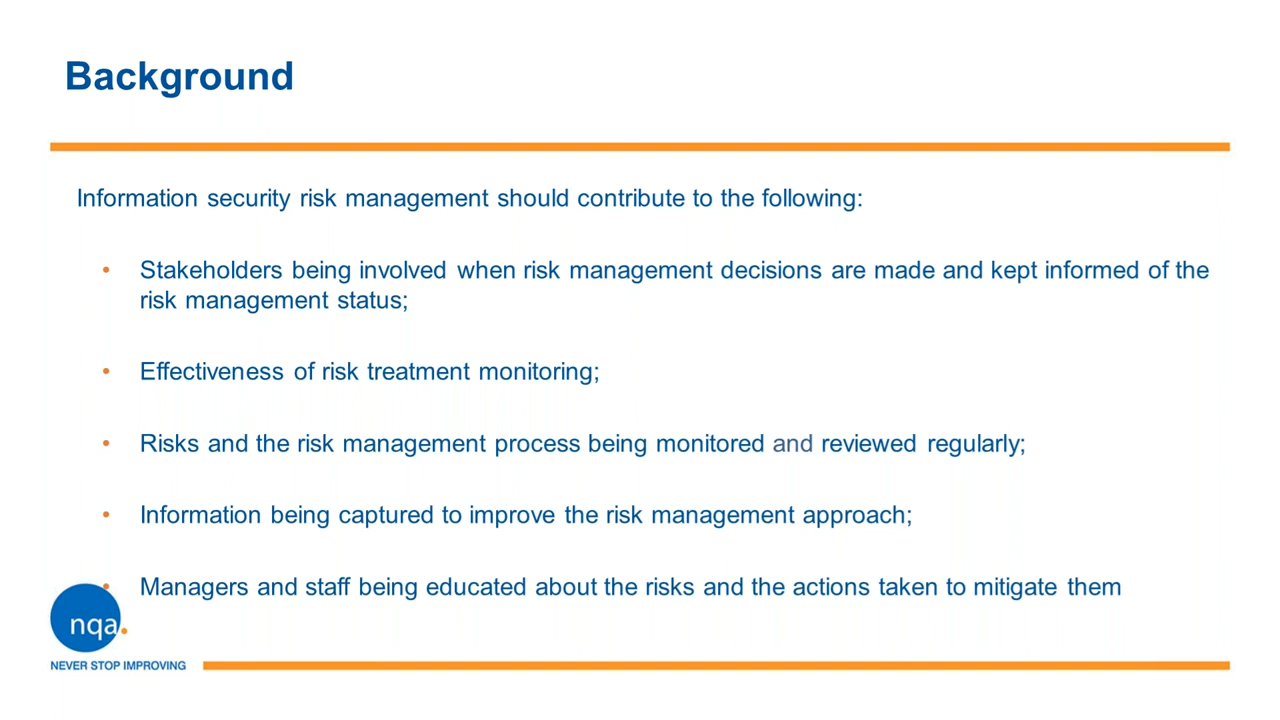 Background
Information security risk management should contribute to the following:
• Stakeholders being involved when risk management decisions are made and kept informed of the
risk management status;
• Effectiveness of risk treatment monitoring;
• Risks and the risk management process being monitored and reviewed regularly;
• Information being captured to improve the risk management approach;
• Managers and staff being educated about the risks and the actions taken to mitigate them
nqa.
NEVER STOP IMPROVING